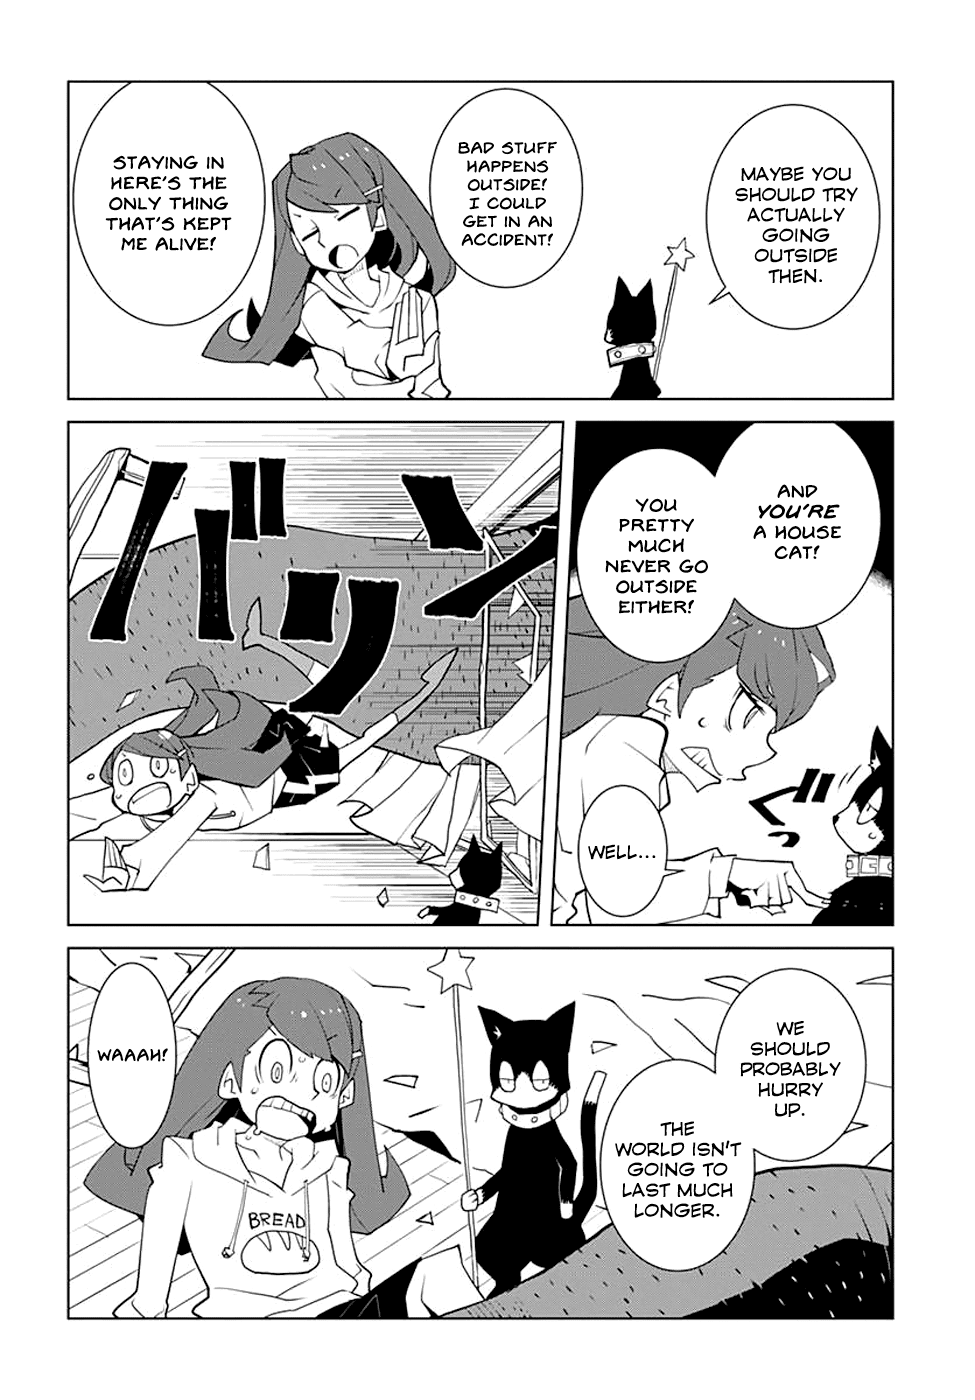 MAYBE YOU
SHOULD TRY
ACTUALLY
GOING
OUTSIDE
THEN.
BAD STUFF
HAPPENS
OUTSIDE!
I COULD
GET IN AN
ACCIDENT!
STAYING IN
HERE'S THE
ONLY THING
THAT'S KEPT
ME ALIVE!
AND
YOU'RE
A HOUSE
CAT!
YOU
PRETTY
MUCH
NEVER GO
OUTSIDE
EITHER!
WELL...
グッ
バンッ
WE
SHOULD
PROBABLY
HURRY
UP.
THE
WORLD ISN'T
GOING TO
LAST MUCH
LONGER.
WAAAH!
BREAD